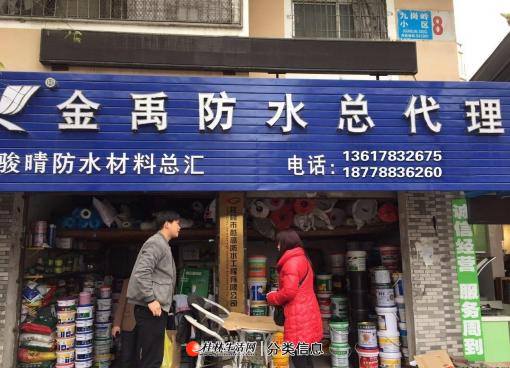 九岗岭
小区
8
金禹防水总代理
骏晴防水材料总汇
电话：13617832675
18778836260
诚信经营
服务周到
桂林生活网 分类信息